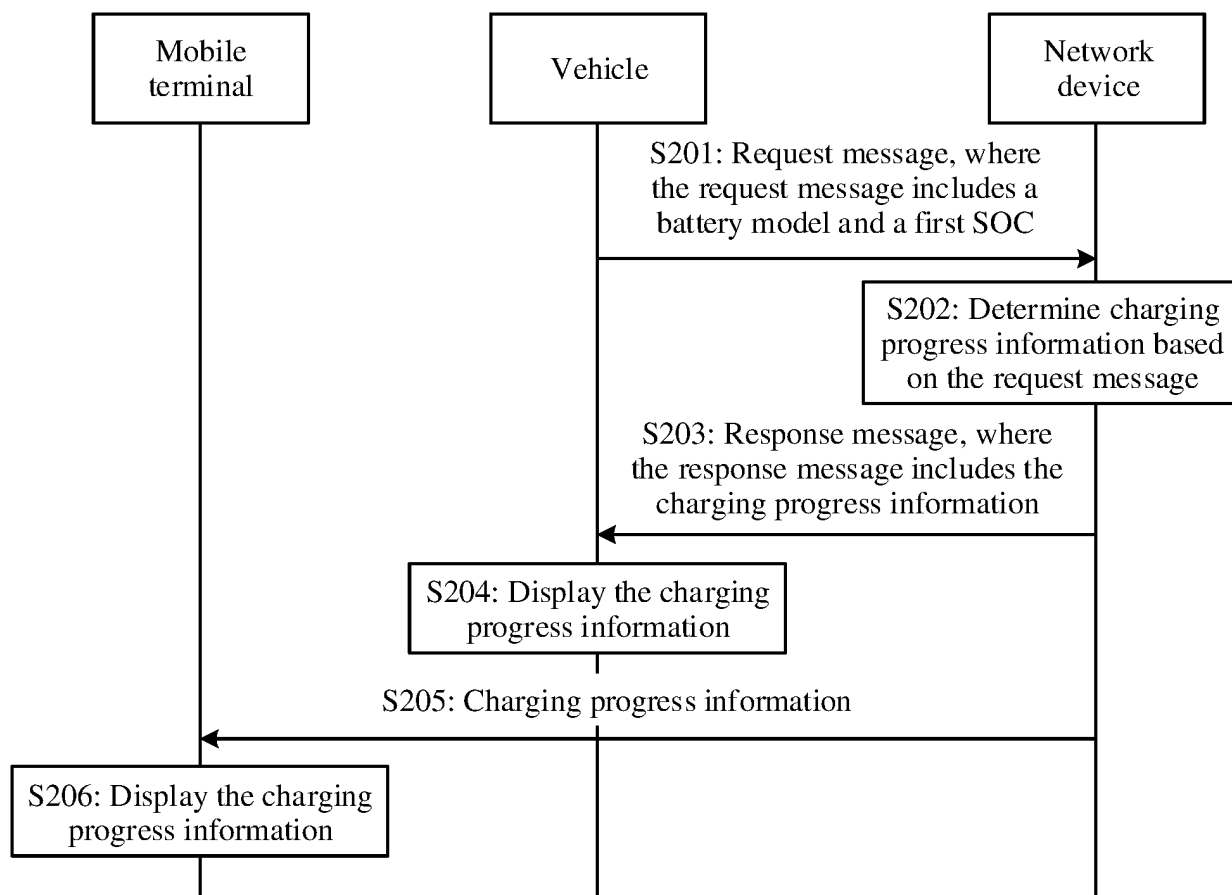 Mobile
terminal
Vehicle
Network
device
S201: Request message, where
the request message includes a
battery model and a first SOC
S202: Determine charging
progress information based
on the request message
S203: Response message, where
the response message includes the
charging progress information
S204: Display the charging
progress information
S205: Charging progress information
S206: Display the charging
progress information